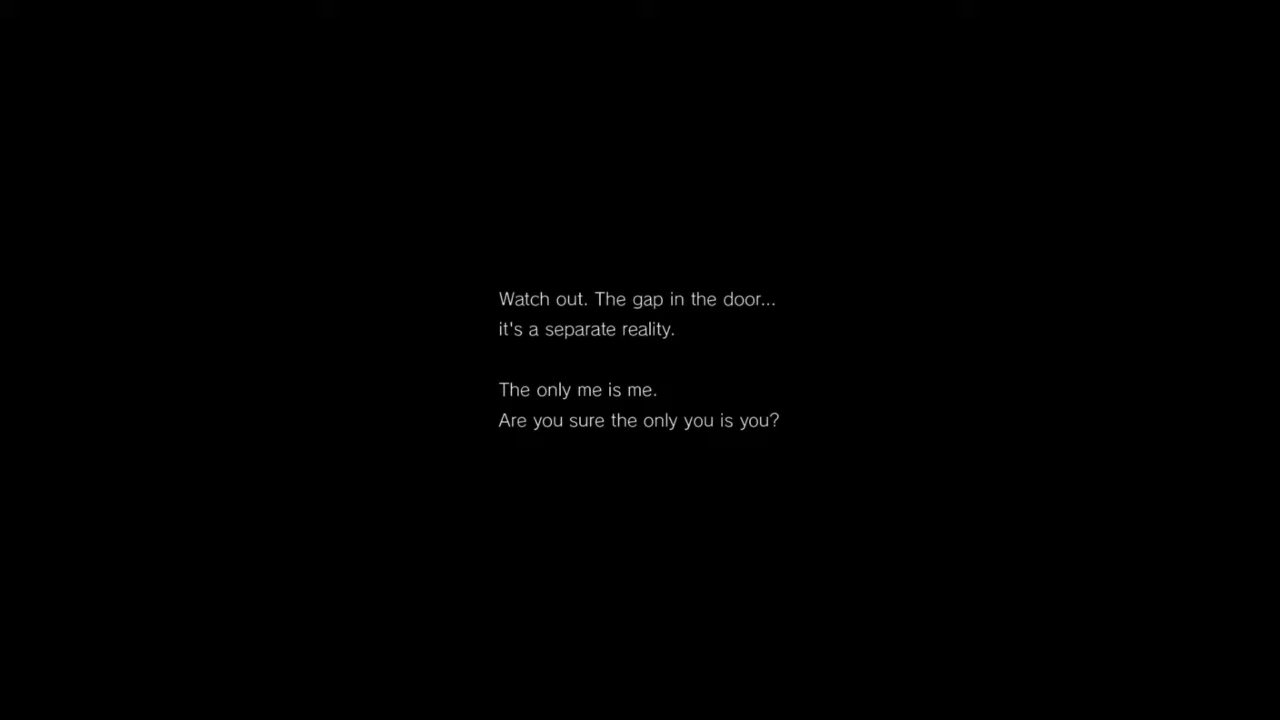 Watch out. The gap in the door...
it's a separate reality.
The only me is me.
Are you sure the only you is you?